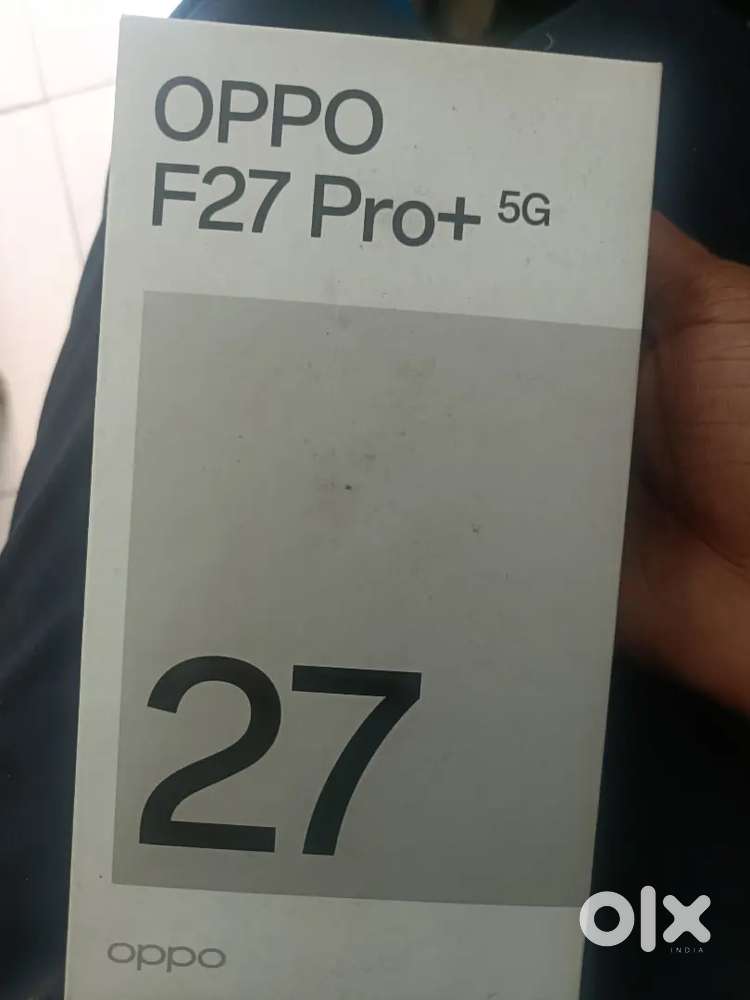 OPPO
F27 Pro+ 5G
27
oppo
olx
INDIA